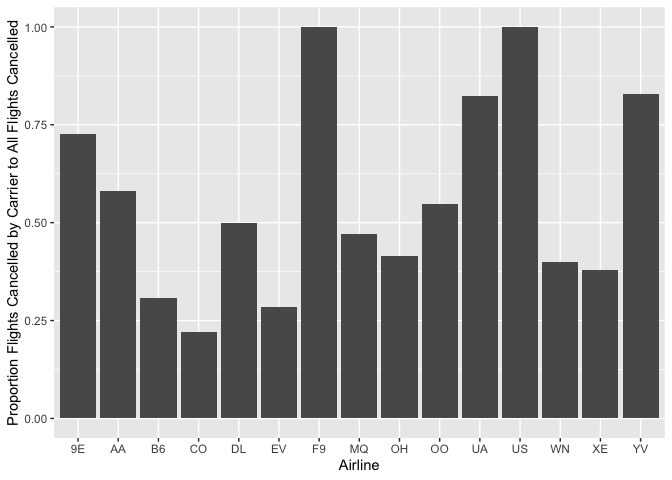 Proportion Flights Cancelled by Carrier to All Flights Cancelled
1.00
0.75
0.50
0.25
0.00
9E AA B6 CO DL EV F9 MQ OH OO UA US WN XE YV
Airline